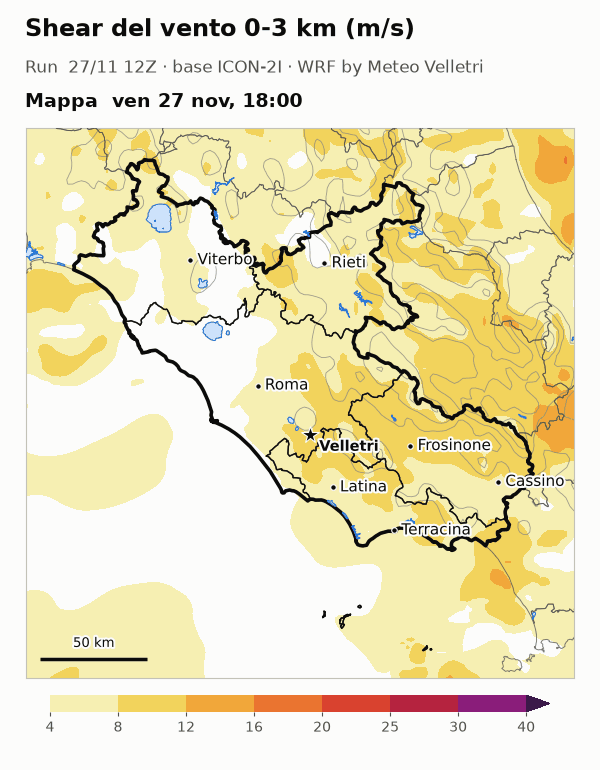 Shear del vento 0-3 km (m/s)
Run  27/11 12Z · base ICON-2I · WRF by Meteo Velletri
Mappa  ven 27 nov, 18:00
Viterbo
Rieti
Roma
Velletri
Frosinone
Latina
Cassino
Terracina
50 km
4 8 12 16 20 25 30 40